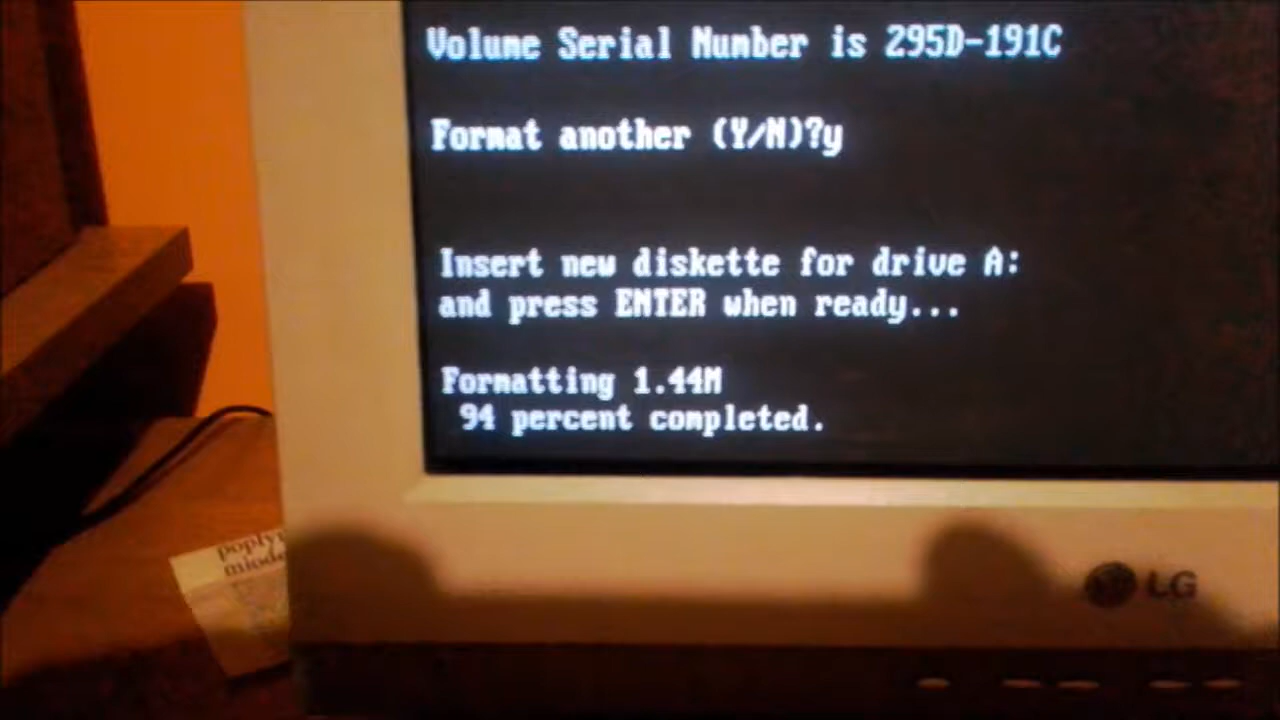 Volume Serial Number is 295D-191C
Format another (Y/N)?y
Insert new diskette for drive A:
and press ENTER when ready...
Formatting 1.44M
94 percent completed.
LG